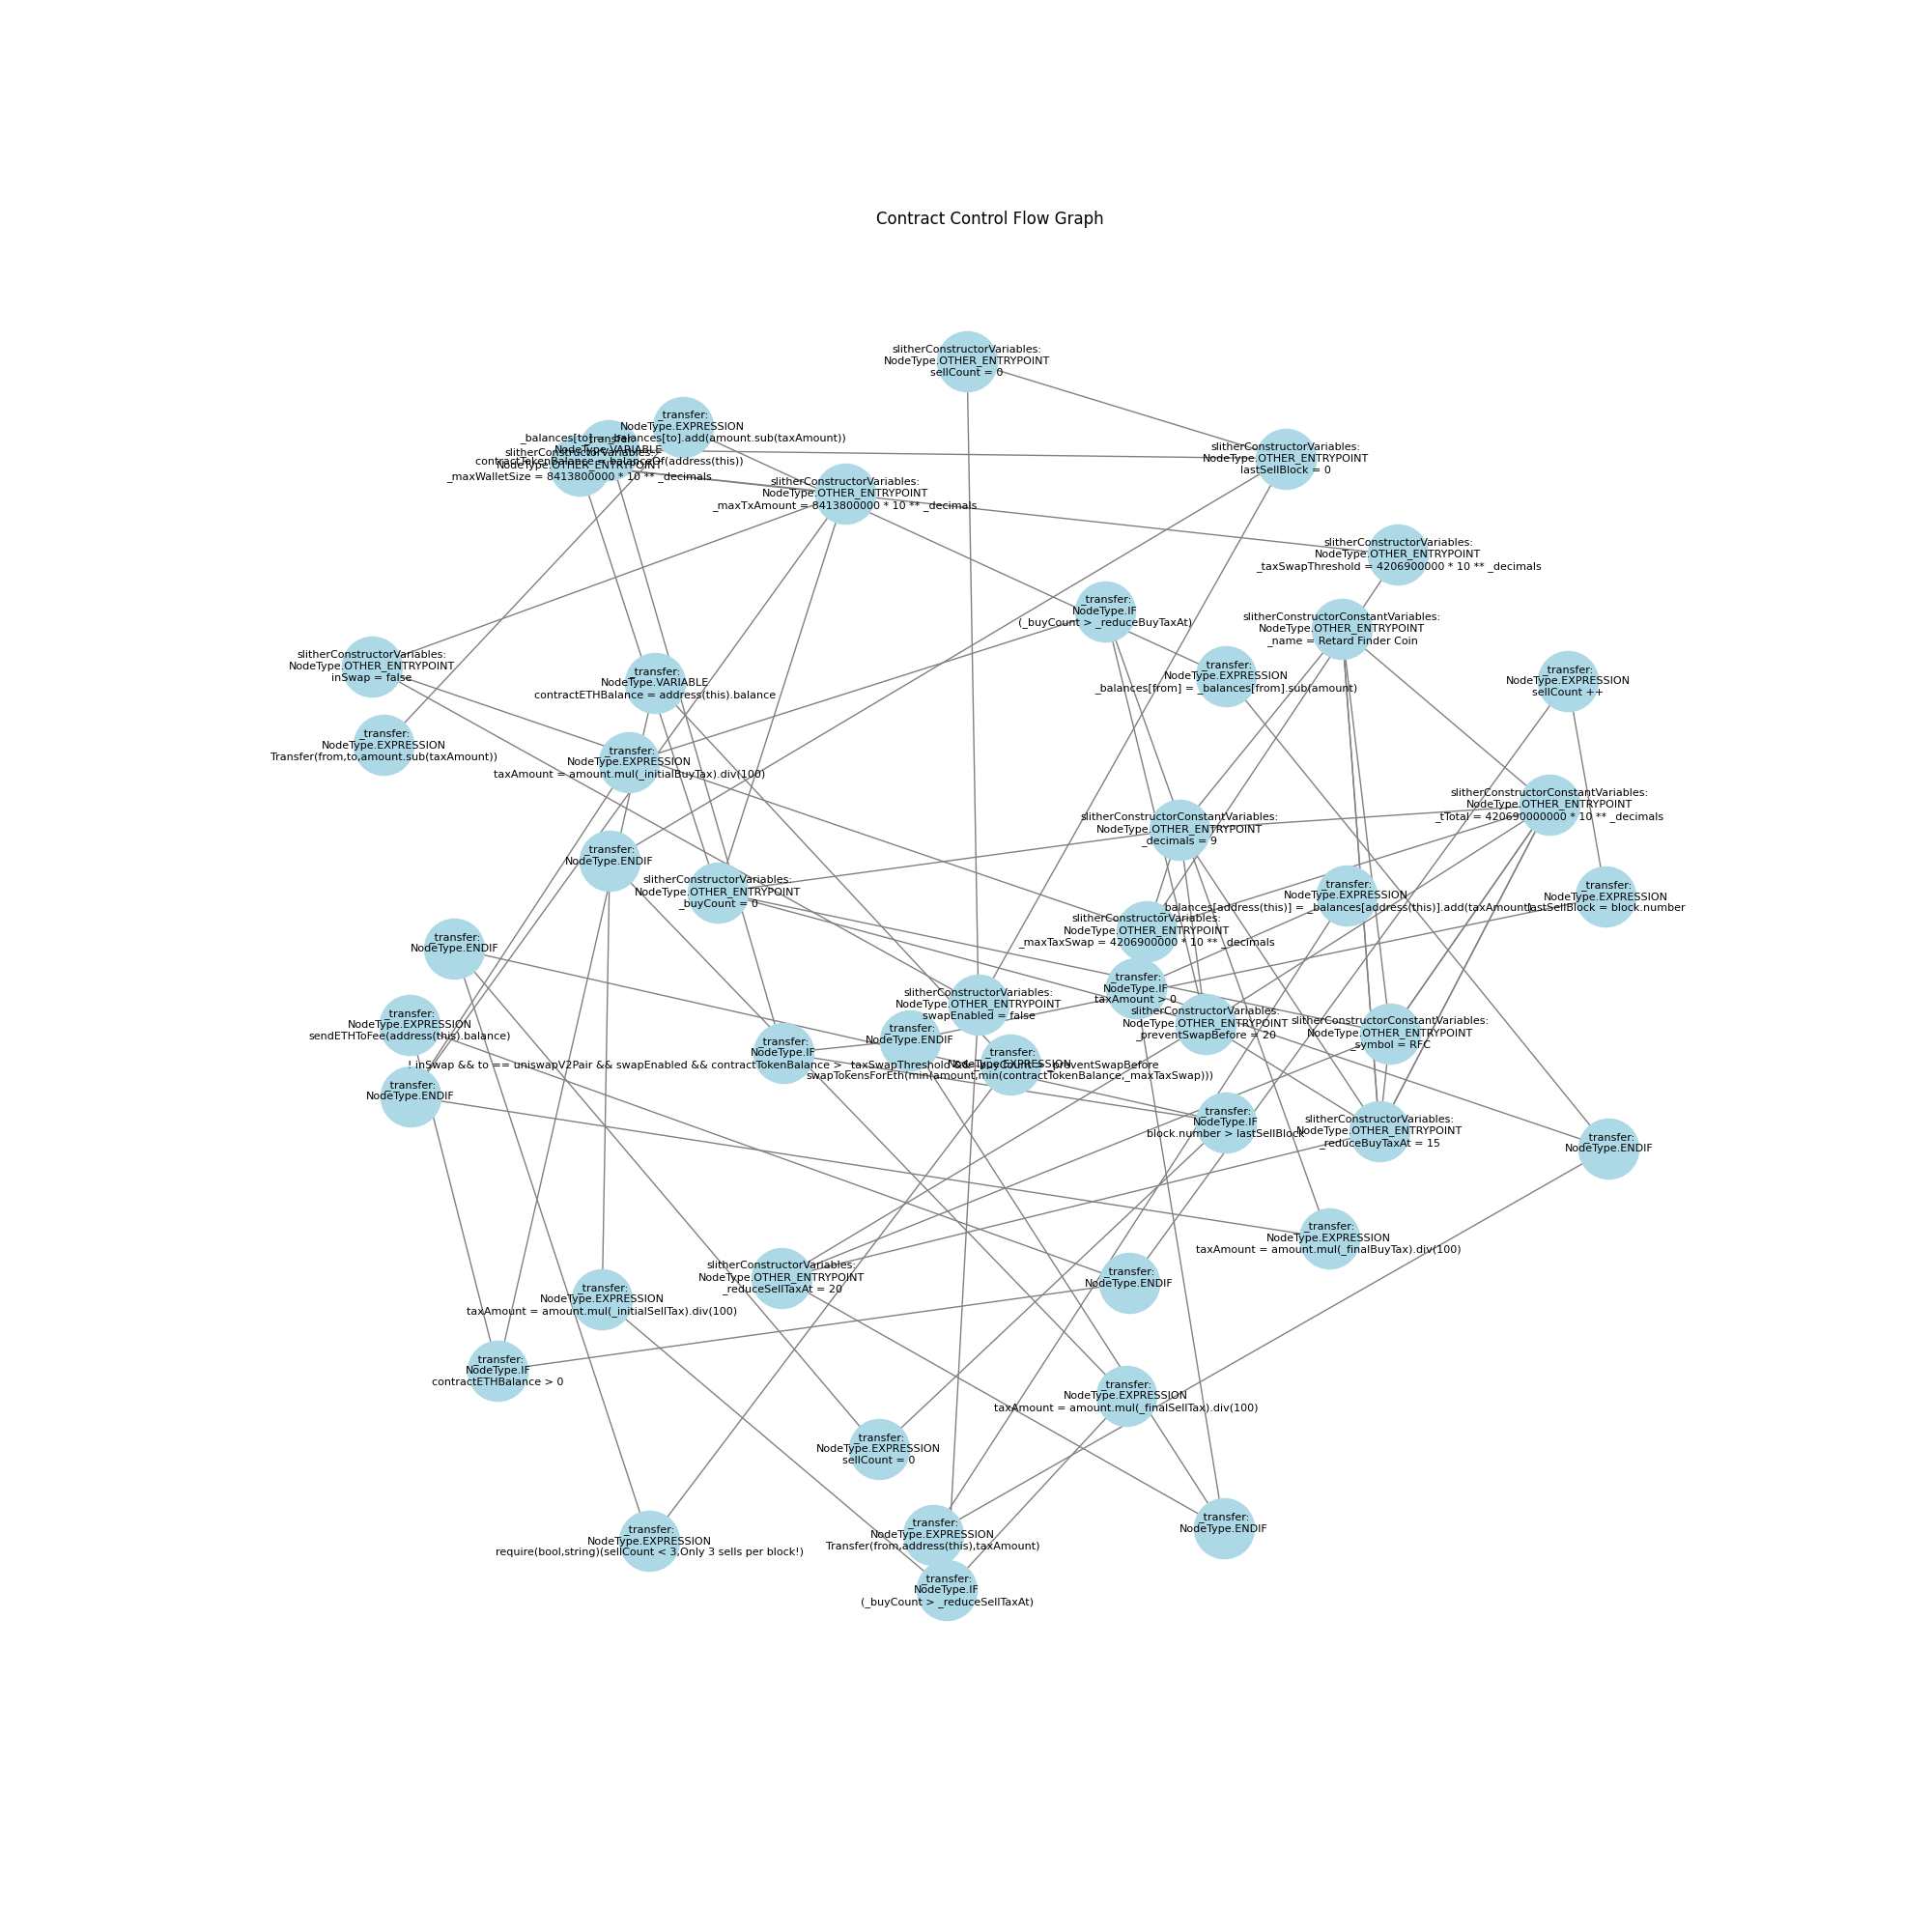 Contract Control Flow Graph
slitherConstructorVariables:
NodeType.OTHER_ENTRYPOINT
sellCount = 0
_transfer:
NodeType.EXPRESSION
_balances[to] = _balances[to].add(amount.sub(taxAmount))
_transfer:
NodeType.VARIABLE
contractTokenBalance = balanceOf(address(this))
slitherConstructorVariables:
NodeType.OTHER_ENTRYPOINT
_maxWalletSize = 8413800000 * 10 ** _decimals
slitherConstructorVariables:
NodeType.OTHER_ENTRYPOINT
lastSellBlock = 0
slitherConstructorVariables:
NodeType.OTHER_ENTRYPOINT
_maxTxAmount = 8413800000 * 10 ** _decimals
slitherConstructorVariables:
NodeType.OTHER_ENTRYPOINT
_taxSwapThreshold = 4206900000 * 10 ** _decimals
_transfer:
NodeType.IF
(_buyCount > _reduceBuyTaxAt)
slitherConstructorConstantVariables:
NodeType.OTHER_ENTRYPOINT
_name = Retard Finder Coin
slitherConstructorVariables:
NodeType.OTHER_ENTRYPOINT
inSwap = false
_transfer:
NodeType.VARIABLE
contractETHBalance = address(this).balance
_transfer:
NodeType.EXPRESSION
_balances[from] = _balances[from].sub(amount)
_transfer:
NodeType.EXPRESSION
sellCount ++
_transfer:
NodeType.EXPRESSION
Transfer(from,to,amount.sub(taxAmount))
_transfer:
NodeType.EXPRESSION
taxAmount = amount.mul(_initialBuyTax).div(100)
slitherConstructorConstantVariables:
NodeType.OTHER_ENTRYPOINT
_tTotal = 420690000000 * 10 ** _decimals
slitherConstructorConstantVariables:
NodeType.OTHER_ENTRYPOINT
_decimals = 9
_transfer:
NodeType.ENDIF
slitherConstructorVariables:
NodeType.OTHER_ENTRYPOINT
_buyCount = 0
_transfer:
NodeType.EXPRESSION
_balances[address(this)] = _balances[address(this)].add(taxAmount)
_transfer:
NodeType.EXPRESSION
lastSellBlock = block.number
slitherConstructorVariables:
NodeType.OTHER_ENTRYPOINT
_maxTaxSwap = 4206900000 * 10 ** _decimals
_transfer:
NodeType.ENDIF
_transfer:
NodeType.IF
taxAmount > 0
slitherConstructorVariables:
NodeType.OTHER_ENTRYPOINT
swapEnabled = false
slitherConstructorVariables:
NodeType.OTHER_ENTRYPOINT
_preventSwapBefore = 20
_transfer:
NodeType.EXPRESSION
sendETHToFee(address(this).balance)
slitherConstructorConstantVariables:
NodeType.OTHER_ENTRYPOINT
_symbol = RFC
_transfer:
NodeType.ENDIF
_transfer:
NodeType.IF
! inSwap && to == uniswapV2Pair && swapEnabled && contractTokenBalance > _taxSwapThreshold && _buyCount > _preventSwapBefore
_transfer:
NodeType.EXPRESSION
swapTokensForEth(min(amount,min(contractTokenBalance,_maxTaxSwap)))
_transfer:
NodeType.ENDIF
_transfer:
NodeType.IF
block.number > lastSellBlock
slitherConstructorVariables:
NodeType.OTHER_ENTRYPOINT
_reduceBuyTaxAt = 15
_transfer:
NodeType.ENDIF
_transfer:
NodeType.EXPRESSION
taxAmount = amount.mul(_finalBuyTax).div(100)
slitherConstructorVariables:
NodeType.OTHER_ENTRYPOINT
_reduceSellTaxAt = 20
_transfer:
NodeType.ENDIF
_transfer:
NodeType.EXPRESSION
taxAmount = amount.mul(_initialSellTax).div(100)
_transfer:
NodeType.IF
contractETHBalance > 0
_transfer:
NodeType.EXPRESSION
taxAmount = amount.mul(_finalSellTax).div(100)
_transfer:
NodeType.EXPRESSION
sellCount = 0
_transfer:
NodeType.EXPRESSION
require(bool,string)(sellCount < 3,Only 3 sells per block!)
_transfer:
NodeType.EXPRESSION
Transfer(from,address(this),taxAmount)
_transfer:
NodeType.ENDIF
_transfer:
NodeType.IF
(_buyCount > _reduceSellTaxAt)